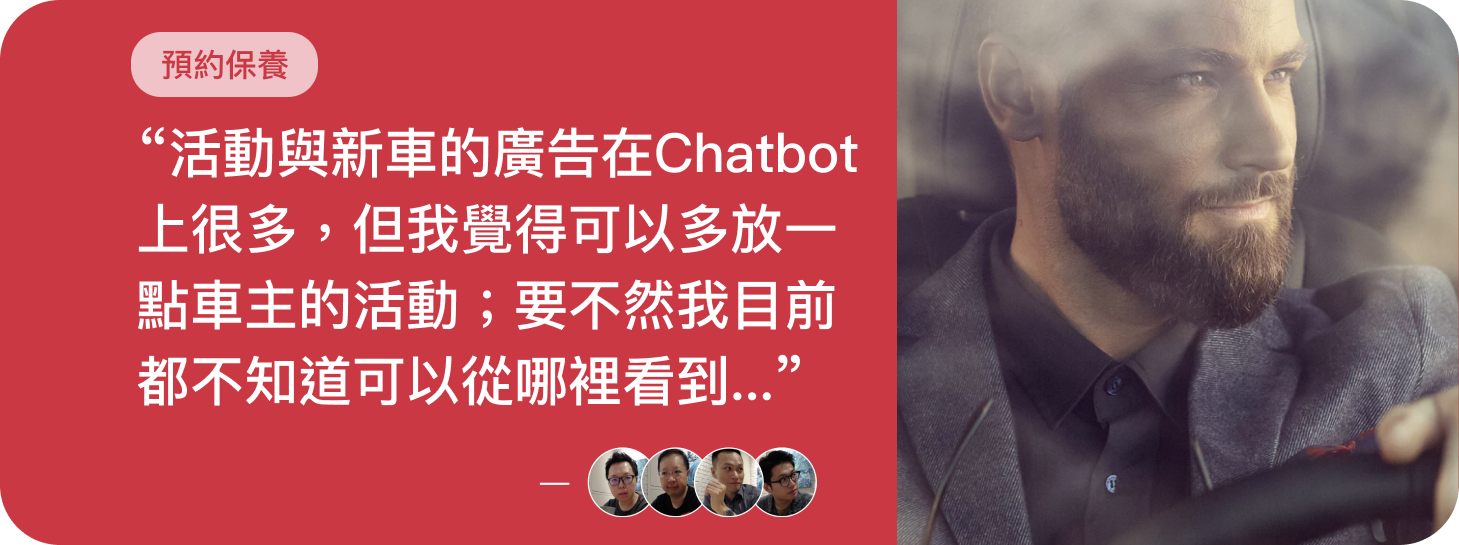 預約保養
“活動與新車的廣告在Chatbot
上很多，但我覺得可以多放一
點車主的活動；要不然我目前
都不知道可以從哪裡看到...”
—